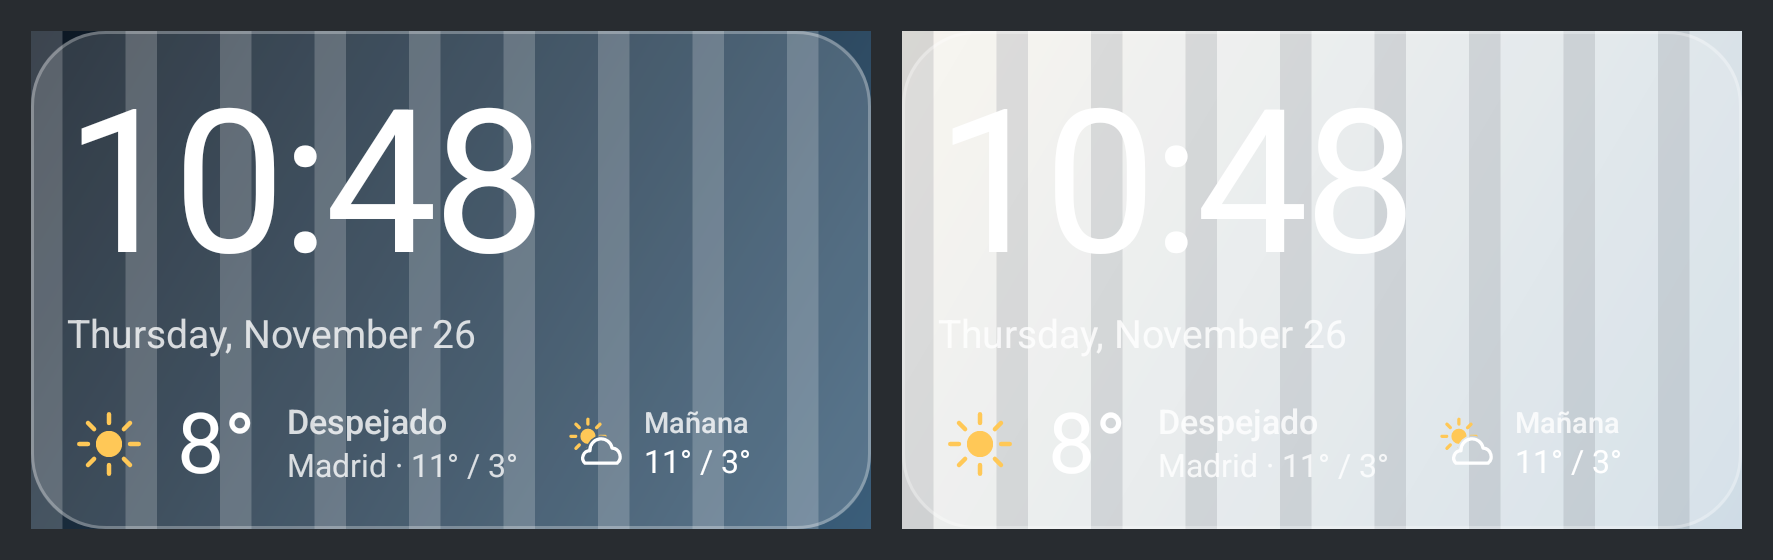 10:48
Thursday, November 26
8°
Despejado
Madrid · 11° / 3°
Mañana
11° / 3°
10:48
Thursday, November 26
8°
Despejado
Madrid · 11° / 3°
Mañana
11° / 3°